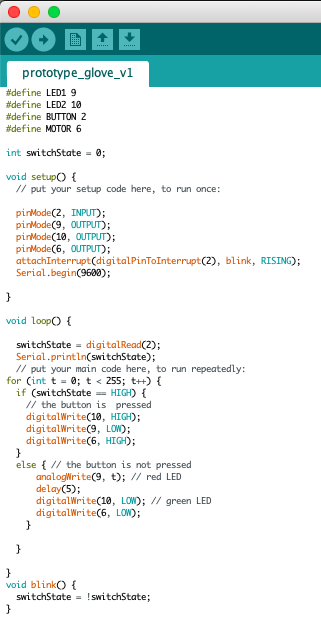 prototype_glove_v1
#define LED1 9
#define LED2 10
#define BUTTON 2
#define MOTOR 6
int switchState = 0;
void setup() {
// put your setup code here, to run once:
pinMode(2, INPUT);
pinMode(9, OUTPUT);
pinMode(10, OUTPUT);
pinMode(6, OUTPUT);
attachInterrupt(digitalPinToInterrupt(2), blink, RISING);
Serial.begin(9600);
}
void loop() {
switchState = digitalRead(2);
Serial.println(switchState);
// put your main code here, to run repeatedly:
for (int t = 0; t < 255; t++) {
if (switchState == HIGH) {
// the button is  pressed
digitalWrite(10, HIGH);
digitalWrite(9, LOW);
digitalWrite(6, HIGH);
}
else { // the button is not pressed
analogWrite(9, t); // red LED
delay(5);
digitalWrite(10, LOW); // green LED
digitalWrite(6, LOW);
}
}
}
void blink() {
switchState = !switchState;
}